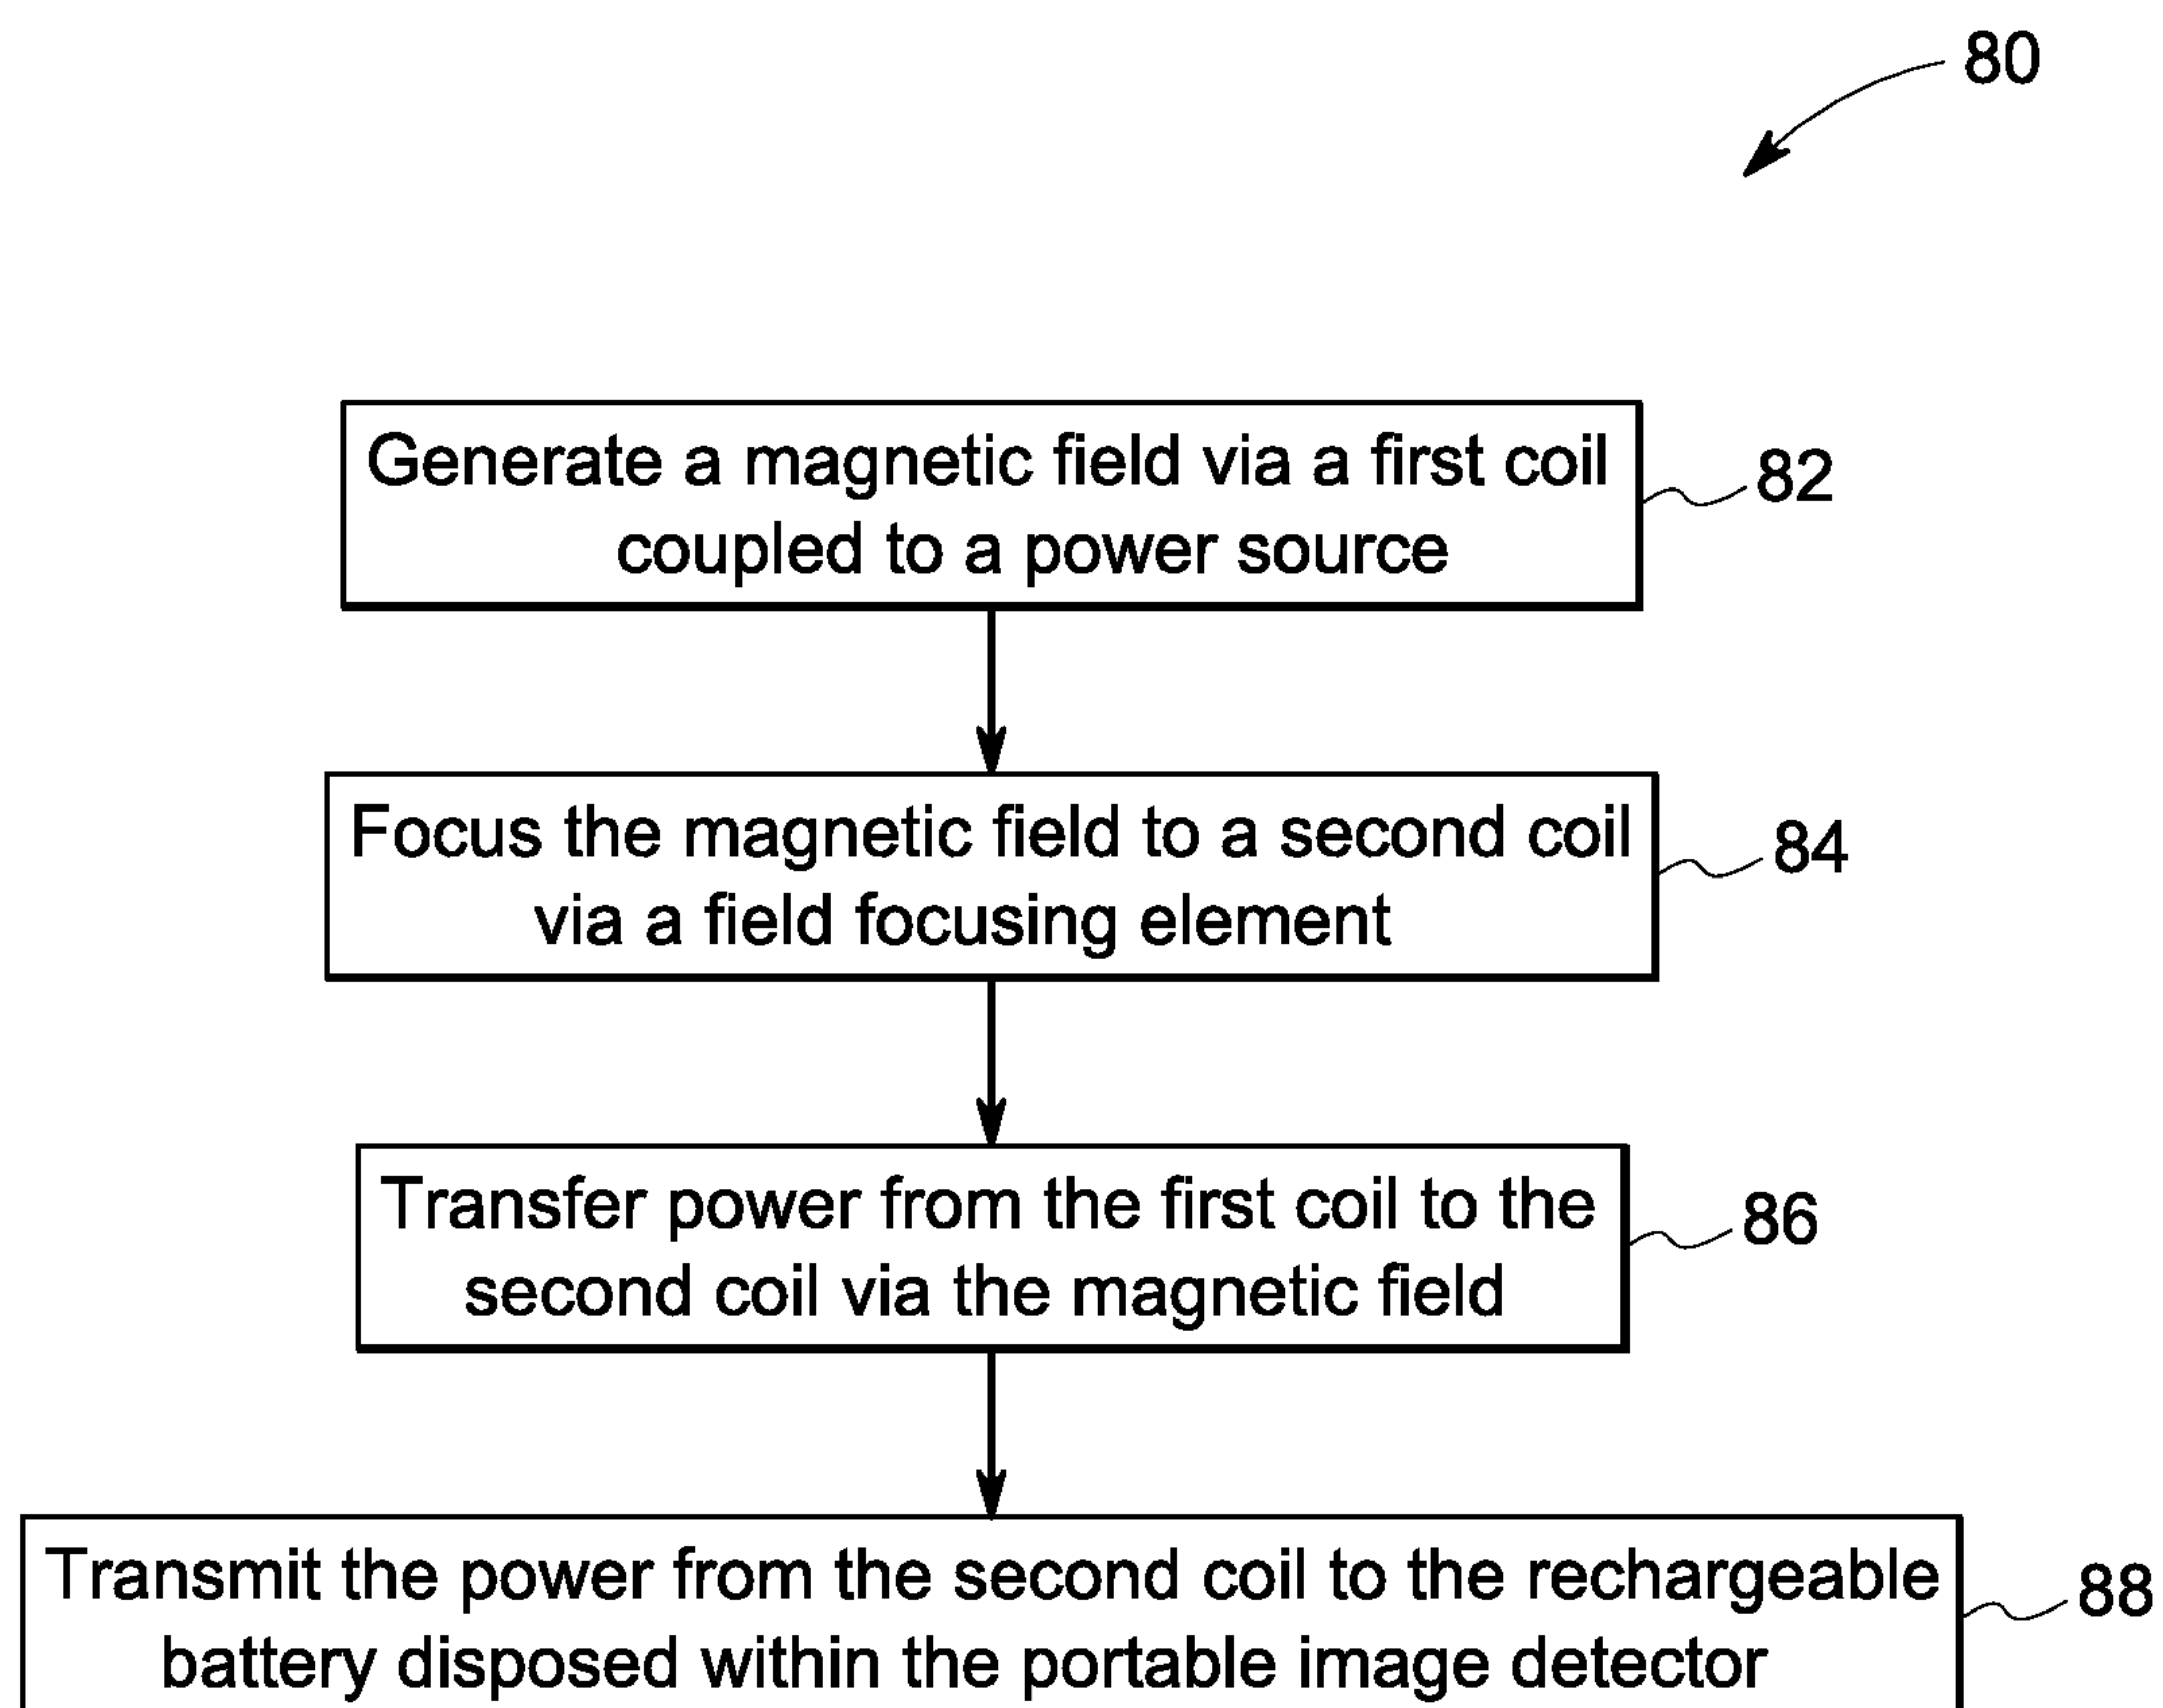 80
Generate a magnetic field via a first coil
coupled to a power source
82
Focus the magnetic field to a second coil
via a field focusing element
84
Transfer power from the first coil to the
second coil via the magnetic field
86
Transmit the power from the second coil to the rechargeable
battery disposed within the portable image detector
88